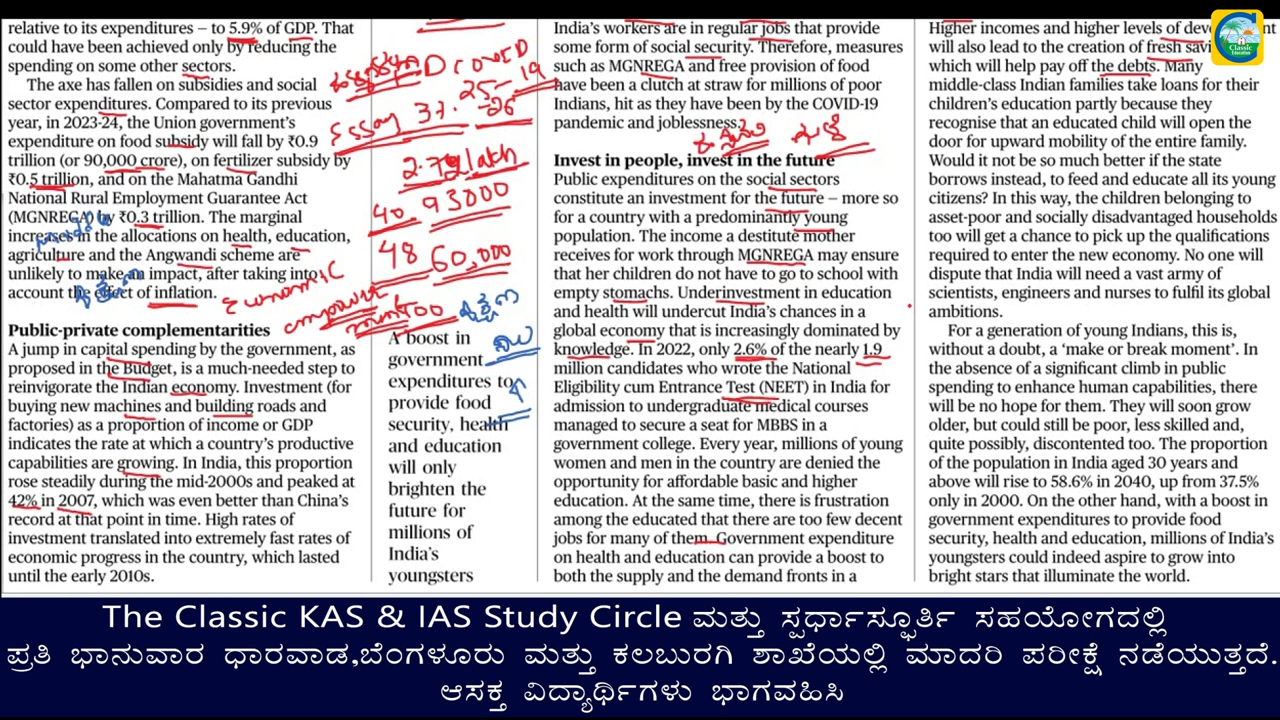 relative to its expenditures – to 5.9% of GDP. That
could have been achieved only by reducing the
spending on some other sectors.
The axe has fallen on subsidies and social
sector expenditures. Compared to its previous
year, in 2023-24, the Union government's
expenditure on food subsidy will fall by ₹0.9
trillion (or 90,000 crore), on fertilizer subsidy by
₹0.5 trillion, and on the Mahatma Gandhi
National Rural Employment Guarantee Act
(MGNREGA) by ₹0.3 trillion. The marginal
increases in the allocations on health, education,
agriculture and the Angwandi scheme are
unlikely to make an impact, after taking into
account the effect of inflation.
Public-private complementarities
A jump in capital spending by the government, as
proposed in the Budget, is a much-needed step to
reinvigorate the Indian economy. Investment (for
buying new machines and building roads and
factories) as a proportion of income or GDP
indicates the rate at which a country's productive
capabilities are growing. In India, this proportion
rose steadily during the mid-2000s and peaked at
42% in 2007, which was even better than China's
record at that point in time. High rates of
investment translated into extremely fast rates of
economic progress in the country, which lasted
until the early 2010s.
COVED
25-19
Essay 37. -26
2.79 lakh
40 93000
48 60,000
Economic
empower
ment 100
A boost in
government
expenditures to
provide food
security, health
and education
will only
brighten the
future for
millions of
India's
youngsters
India's workers are in regular jobs that provide
some form of social security. Therefore, measures
such as MGNREGA and free provision of food
have been a clutch at straw for millions of poor
Indians, hit as they have been by the COVID-19
pandemic and joblessness.
Invest in people, invest in the future
Public expenditures on the social sectors
constitute an investment for the future – more so
for a country with a predominantly young
population. The income a destitute mother
receives for work through MGNREGA may ensure
that her children do not have to go to school with
empty stomachs. Underinvestment in education
and health will undercut India's chances in a
global economy that is increasingly dominated by
knowledge. In 2022, only 2.6% of the nearly 1.9
million candidates who wrote the National
Eligibility cum Entrance Test (NEET) in India for
admission to undergraduate medical courses
managed to secure a seat for MBBS in a
government college. Every year, millions of young
women and men in the country are denied the
opportunity for affordable basic and higher
education. At the same time, there is frustration
among the educated that there are too few decent
jobs for many of them. Government expenditure
on health and education can provide a boost to
both the supply and the demand fronts in a
Higher incomes and higher levels of
will also lead to the creation of fresh
which will help pay off the debts. Many
middle-class Indian families take loans for their
children's education partly because they
recognise that an educated child will open the
door for upward mobility of the entire family.
Would it not be so much better if the state
borrows instead, to feed and educate all its young
citizens? In this way, the children belonging to
asset-poor and socially disadvantaged households
too will get a chance to pick up the qualifications
required to enter the new economy. No one will
dispute that India will need a vast army of
scientists, engineers and nurses to fulfil its global
ambitions.
For a generation of young Indians, this is,
without a doubt, a 'make or break moment'. In
the absence of a significant climb in public
spending to enhance human capabilities, there
will be no hope for them. They will soon grow
older, but could still be poor, less skilled and,
quite possibly, discontented too. The proportion
of the population in India aged 30 years and
above will rise to 58.6% in 2040, up from 37.5%
only in 2000. On the other hand, with a boost in
government expenditures to provide food
security, health and education, millions of India's
youngsters could indeed aspire to grow into
bright stars that illuminate the world.
Classic
Education
The Classic KAS & IAS Study Circle ಮತ್ತು ಸ್ಪರ್ಧಾಸ್ಫೂರ್ತಿ ಸಹಯೋಗದಲ್ಲಿ
ಪ್ರತಿ ಭಾನುವಾರ ಧಾರವಾಡ,ಬೆಂಗಳೂರು ಮತ್ತು ಕಲಬುರಗಿ ಶಾಖೆಯಲ್ಲಿ ಮಾದರಿ ಪರೀಕ್ಷೆ ನಡೆಯುತ್ತದೆ.
ಆಸಕ್ತ ವಿದ್ಯಾರ್ಥಿಗಳು ಭಾಗವಹಿಸಿ